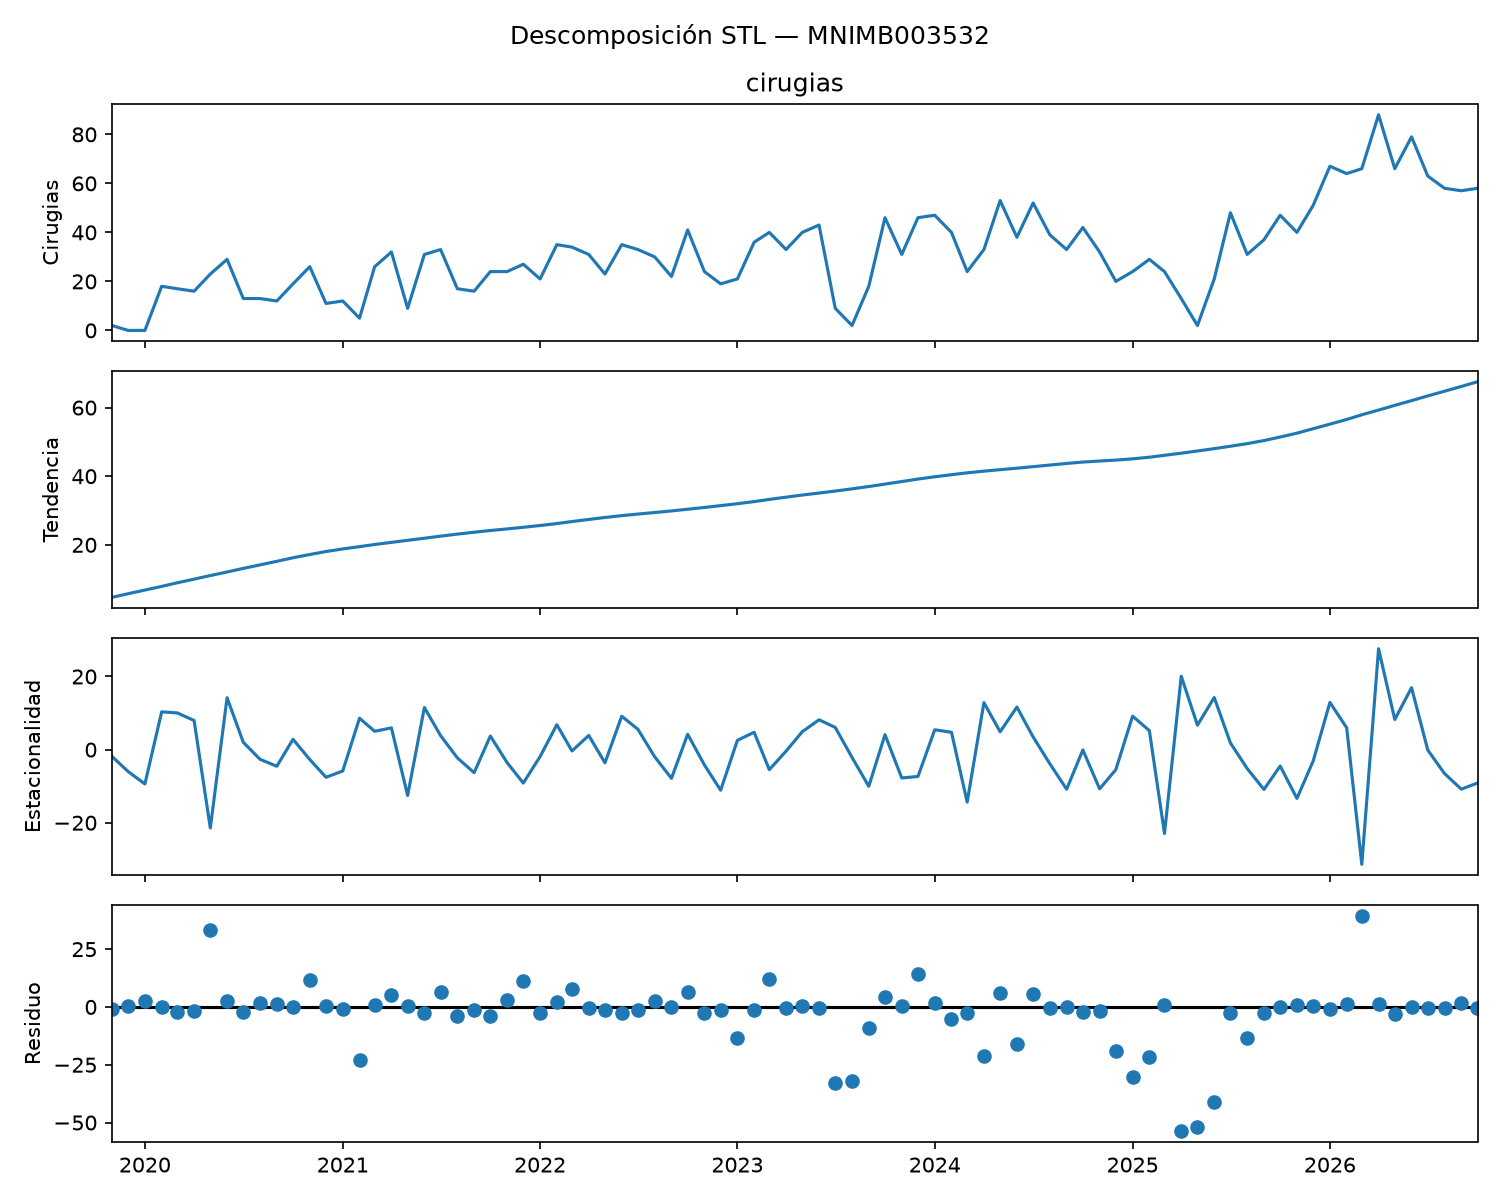 Descomposición STL — MNIMB003532
cirugias
Cirugias
80
60
40
20
0
Tendencia
60
40
20
Estacionalidad
20
0
−20
Residuo
25
0
−25
−50
2020 2021 2022 2023 2024 2025 2026